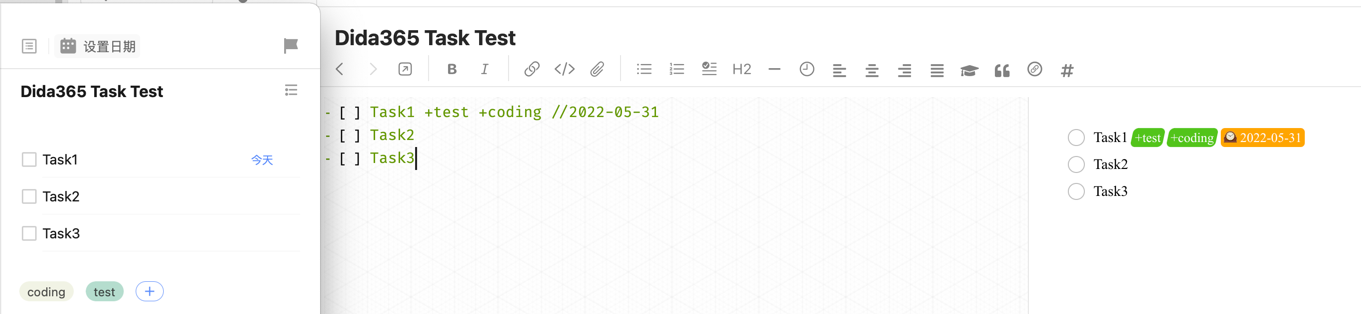 设置日期
Dida365 Task Test
Task1 今天
Task2
Task3
coding test +
Dida365 Task Test
B I </> H2 #
- [ ] Task1 +test +coding //2022-05-31
- [ ] Task2
- [ ] Task3
Task1 +test +coding 2022-05-31
Task2
Task3